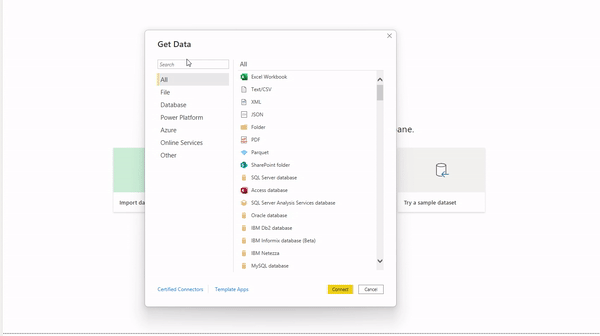 Get Data
Search
All
File
Database
Power Platform
Azure
Online Services
Other
All
Excel Workbook
Text/CSV
XML
JSON
Folder
PDF
Parquet
SharePoint folder
SQL Server database
Access database
SQL Server Analysis Services database
Oracle database
IBM Db2 database
IBM Informix database (Beta)
IBM Netezza
MySQL database
Certified Connectors
Template Apps
Connect
Cancel
ane.
Import da
Try a sample dataset